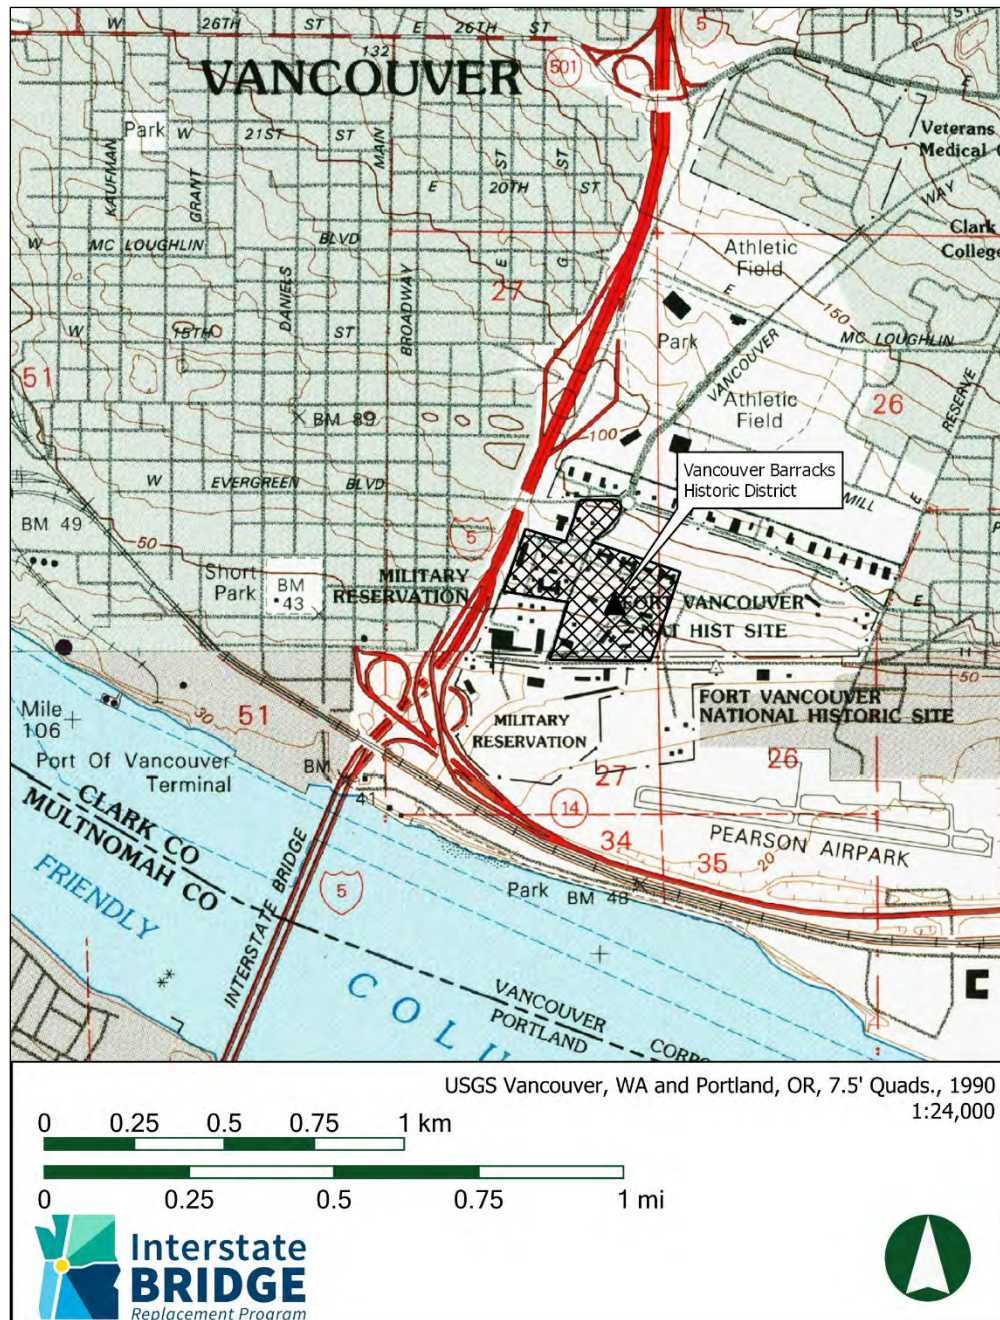 W 26TH ST E 26TH ST
5
132
501
VANCOUVER
Park
W 21ST ST
MAIN
ST
ST
Veterans
Medical
KAUFMAN
GRANT
E 20TH ST
WAY
Clark
College
W MC LOUGHLIN BLVD
E
G
Athletic
Field
DANIELS
BROADWAY
27
E
150
W 15TH ST
Park
VANCOUVER
MC LOUGHLIN
51
RESERVE
Athletic
Field
26
BM 89
100
Vancouver Barracks
Historic District
W EVERGREEN BLVD
MILL
BM 49
5
E
50
Short
Park
BM
43
MILITARY
RESERVATION
FORT VANCOUVER
NAT HIST SITE
E
50
FORT VANCOUVER
NATIONAL HISTORIC SITE
Mile
106
30
51
MILITARY
RESERVATION
Port Of Vancouver
Terminal
BM
41
27
26
14
CLARK CO
MULTNOMAH CO
34
35
20
PEARSON AIRPARK
FRIENDLY
INTERSTATE BRIDGE
5
Park
BM 48
VANCOUVER
PORTLAND
COLU
CORPO
USGS Vancouver, WA and Portland, OR, 7.5' Quads., 1990
1:24,000
0 0.25 0.5 0.75 1 km
0 0.25 0.5 0.75 1 mi
Interstate
BRIDGE
Replacement Program